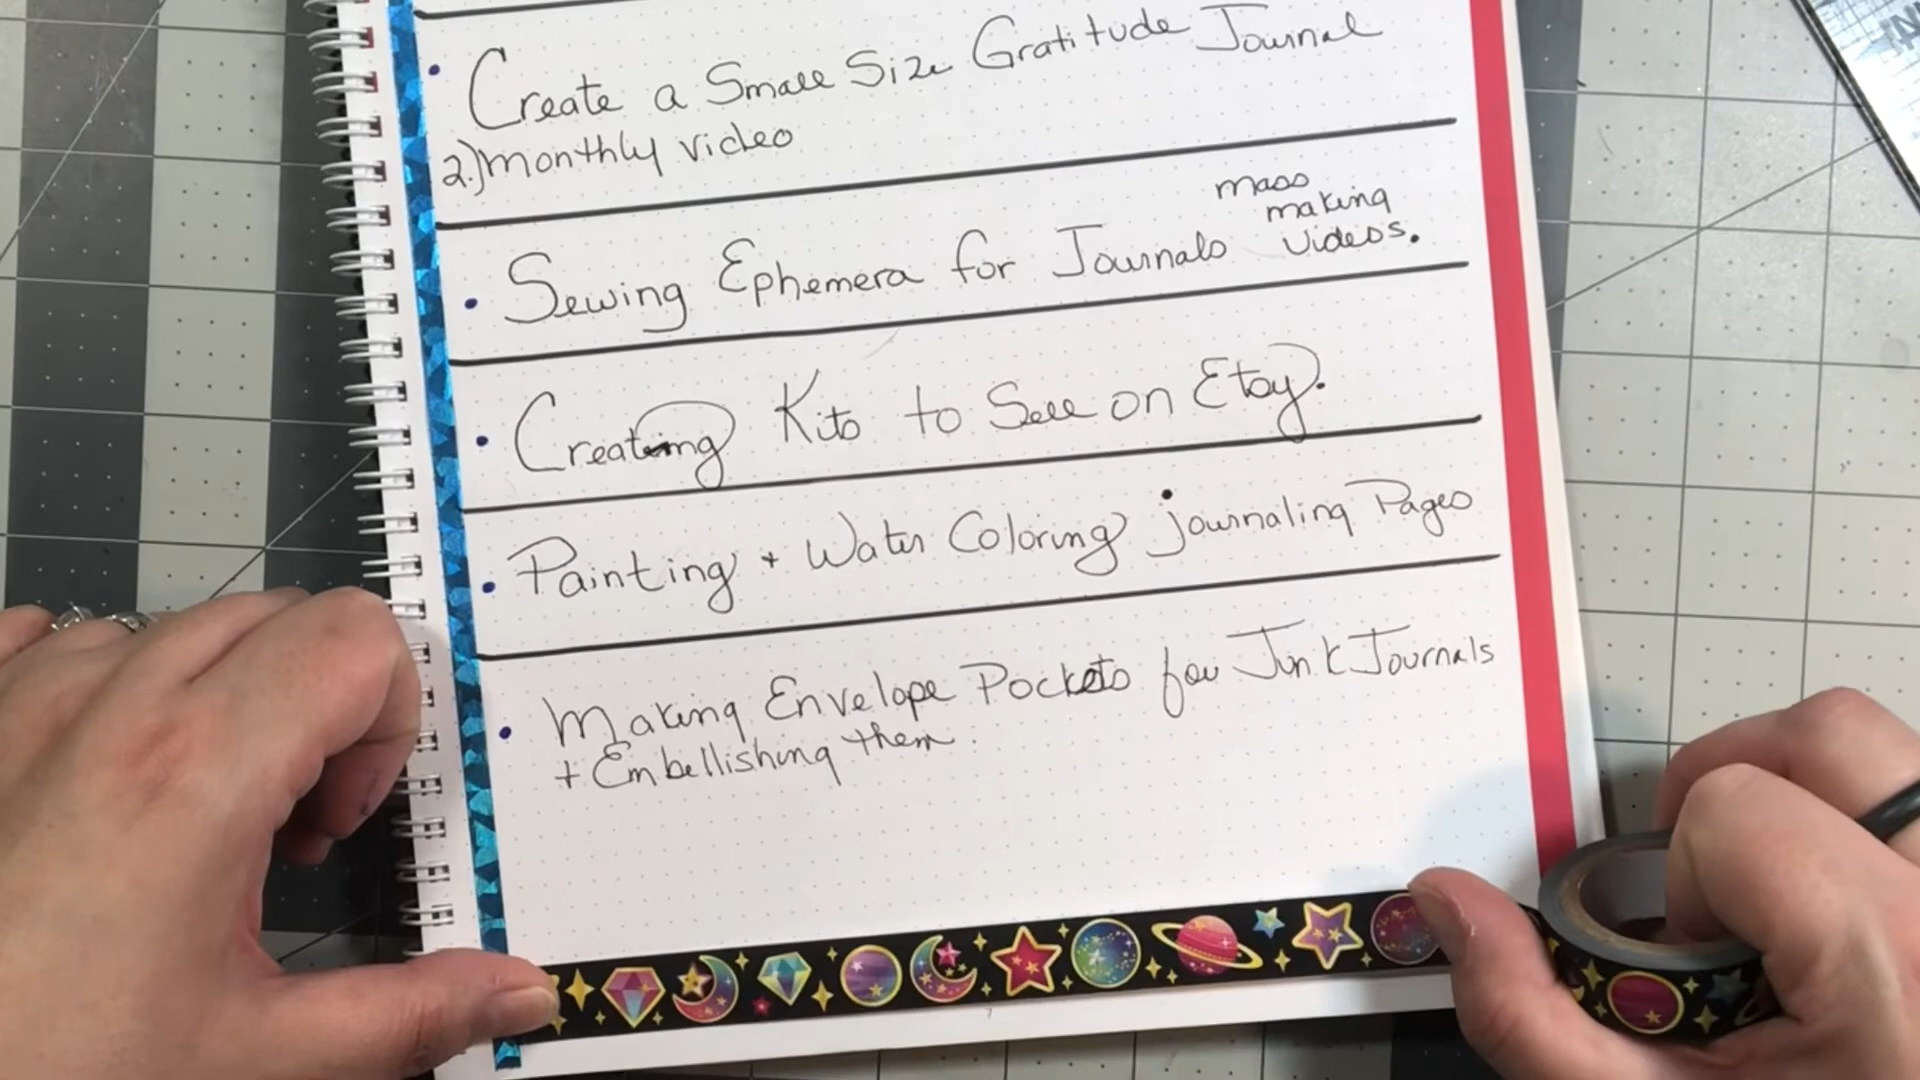 • Create a Small Size Gratitude Journal
2.) Monthly video
• Sewing Ephemera for Journals
mass
making
videos.
• Creating Kits to Sell on Etsy.
• Painting + Water Coloring journaling Pages
• Making Envelope Pockets for Junk Journals
+ Embellishing them.